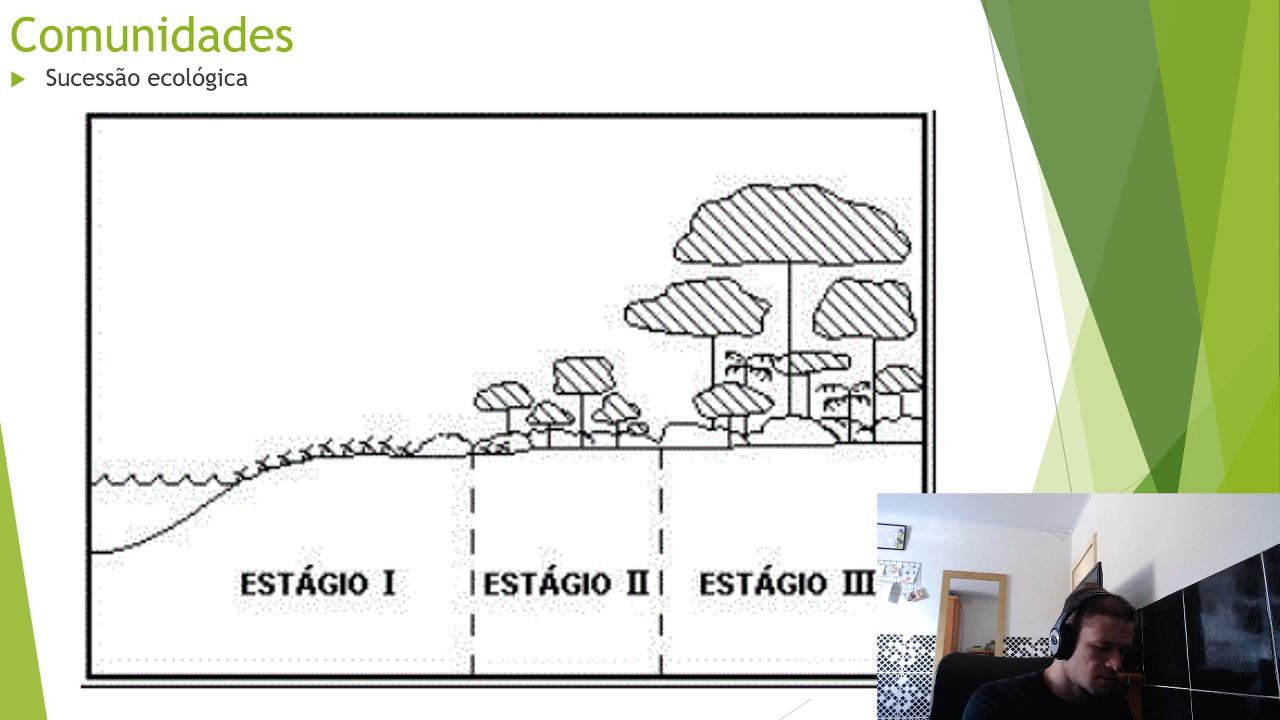 Comunidades
Sucessão ecológica
ESTÁGIO I
ESTÁGIO II
ESTÁGIO III